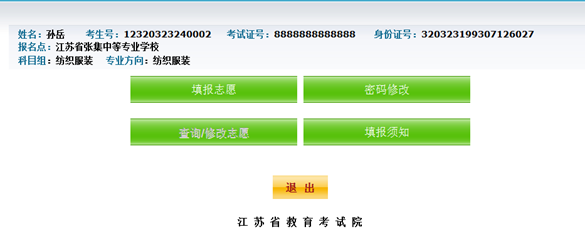 姓名：孙岳 考生号：12320323240002 考试证号：8888888888888 身份证号：320323199307126027
报名点：江苏省张集中等专业学校
科目组：纺织服装 专业方向：纺织服装
填报志愿 密码修改
查询/修改志愿 填报须知
退 出
江 苏 省 教 育 考 试 院